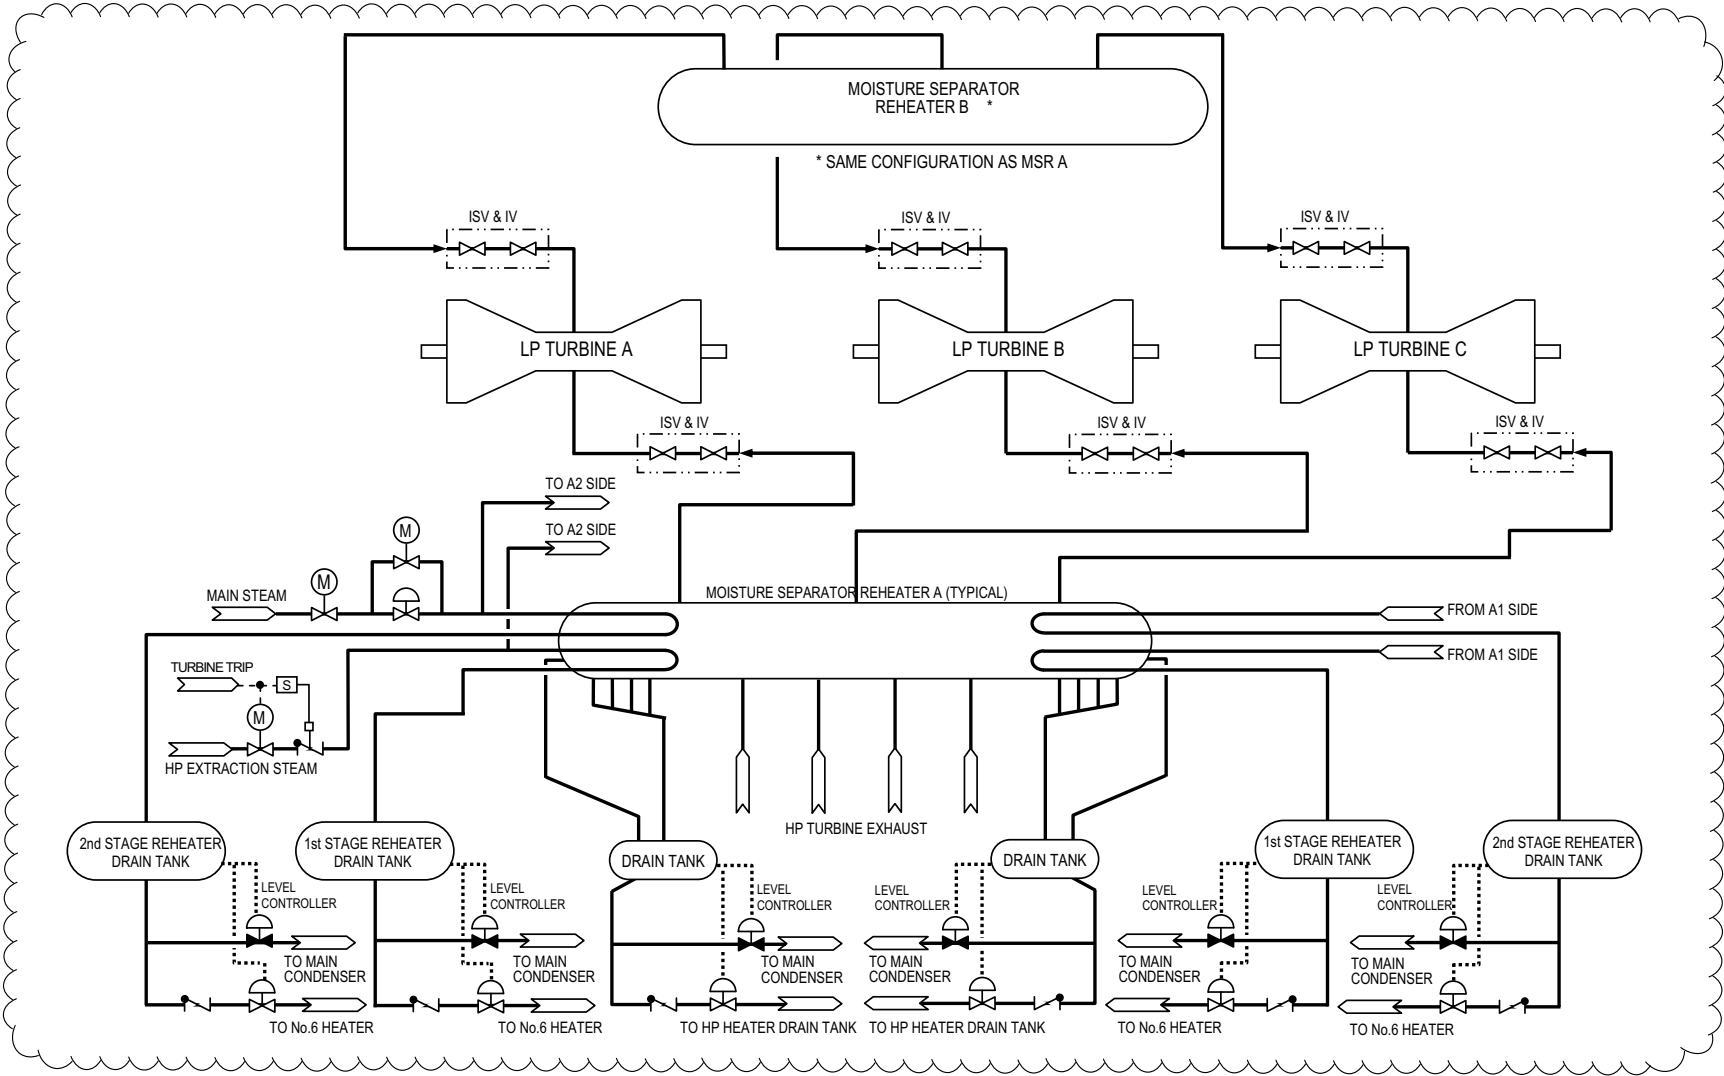 MOISTURE SEPARATOR
REHEATER B *
* SAME CONFIGURATION AS MSR A
ISV & IV
ISV & IV
ISV & IV
LP TURBINE A
LP TURBINE B
LP TURBINE C
ISV & IV
ISV & IV
ISV & IV
TO A2 SIDE
TO A2 SIDE
M
M
MAIN STEAM
MOISTURE SEPARATOR REHEATER A (TYPICAL)
FROM A1 SIDE
FROM A1 SIDE
TURBINE TRIP
S
M
HP EXTRACTION STEAM
HP TURBINE EXHAUST
2nd STAGE REHEATER
DRAIN TANK
1st STAGE REHEATER
DRAIN TANK
DRAIN TANK
DRAIN TANK
1st STAGE REHEATER
DRAIN TANK
2nd STAGE REHEATER
DRAIN TANK
LEVEL
CONTROLLER
LEVEL
CONTROLLER
LEVEL
CONTROLLER
LEVEL
CONTROLLER
LEVEL
CONTROLLER
LEVEL
CONTROLLER
TO MAIN
CONDENSER
TO MAIN
CONDENSER
TO MAIN
CONDENSER
TO MAIN
CONDENSER
TO MAIN
CONDENSER
TO MAIN
CONDENSER
TO No.6 HEATER
TO No.6 HEATER
TO HP HEATER DRAIN TANK
TO HP HEATER DRAIN TANK
TO No.6 HEATER
TO No.6 HEATER